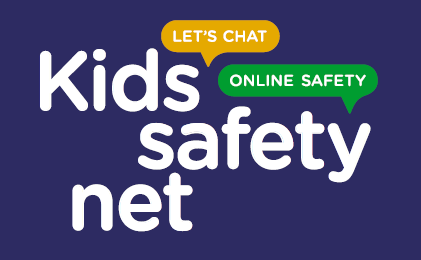 LET'S CHAT
Kids
ONLINE SAFETY
safety
net